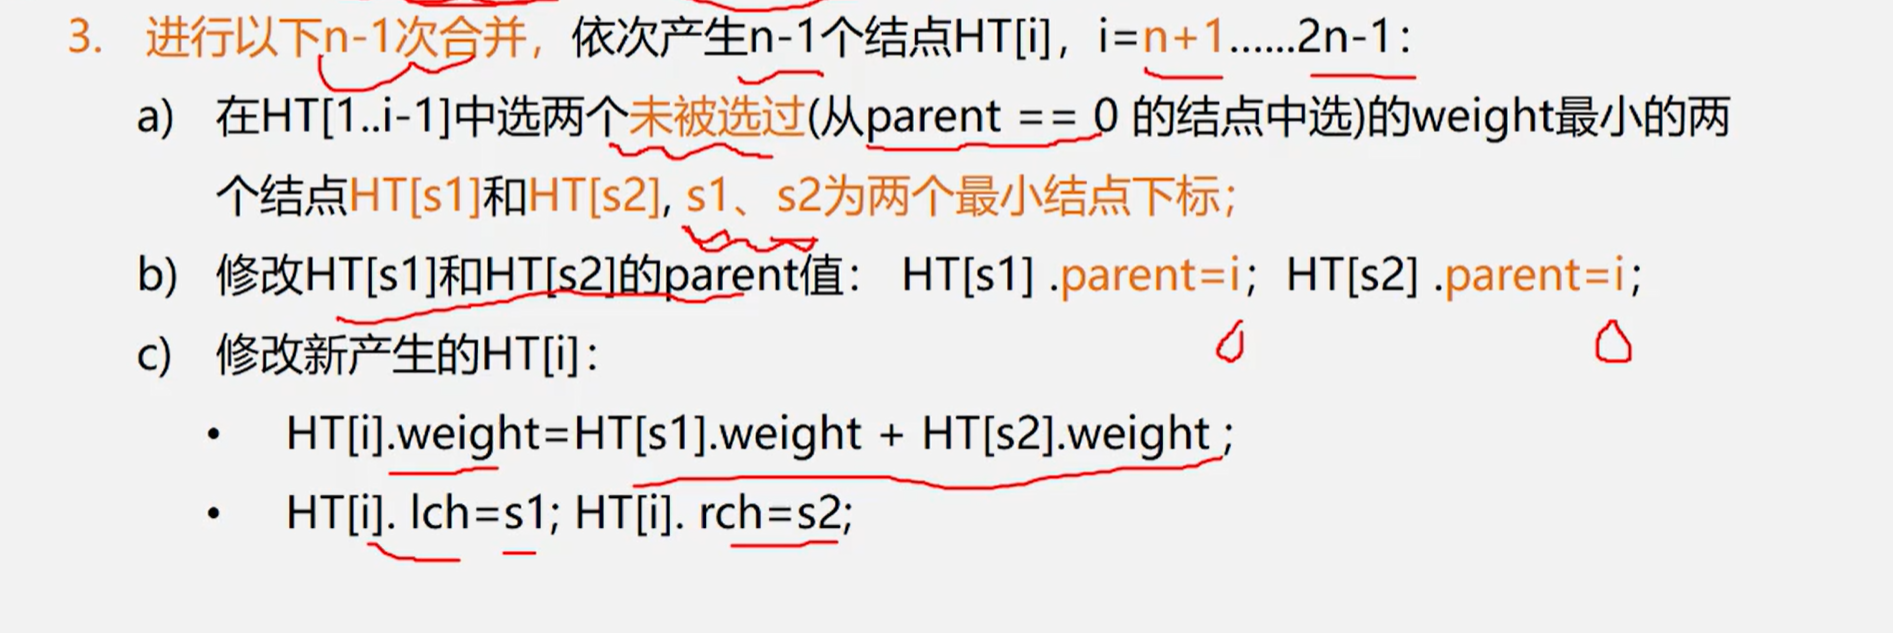 3. 进行以下n-1次合并，依次产生n-1个结点HT[i]，i=n+1......2n-1：
a) 在HT[1..i-1]中选两个未被选过(从parent == 0 的结点中选)的weight最小的两
个结点HT[s1]和HT[s2], s1、s2为两个最小结点下标；
b) 修改HT[s1]和HT[s2]的parent值： HT[s1] .parent=i; HT[s2] .parent=i;
c) 修改新产生的HT[i]：
• HT[i].weight=HT[s1].weight + HT[s2].weight ;
• HT[i]. lch=s1; HT[i]. rch=s2;